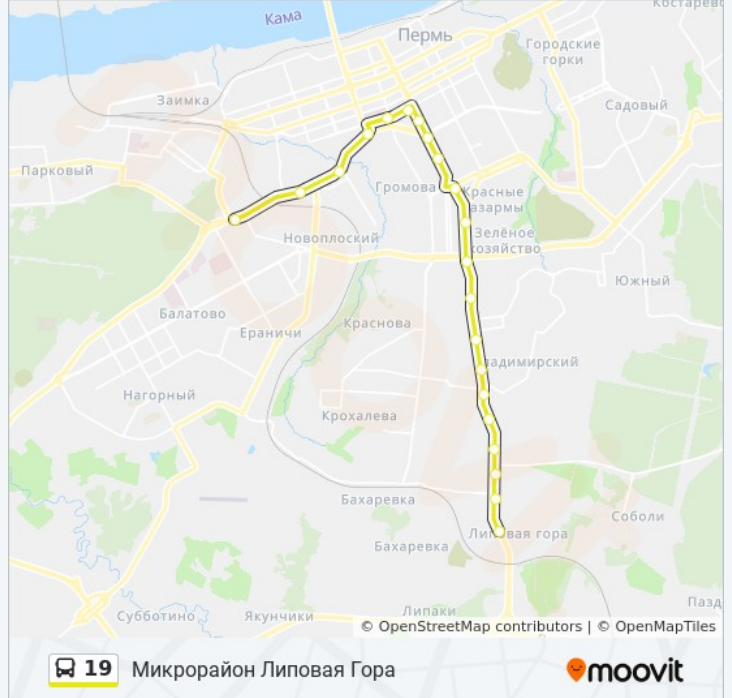 Костарево
Кама
Пермь
Городские
горки
Заимка
Садовый
Парковый
Громова
Красные
казармы
Новоплоский
Зелёное
хозяйство
Южный
Балатово
Краснова
Ераничи
Владимирский
Нагорный
Крохалева
Бахаревка
Соболи
Липовая гора
Бахаревка
Субботино
Якунчики
Липаки
Пазд
© OpenStreetMap contributors | © OpenMapTiles
19 Микрорайон Липовая Гора
moovit